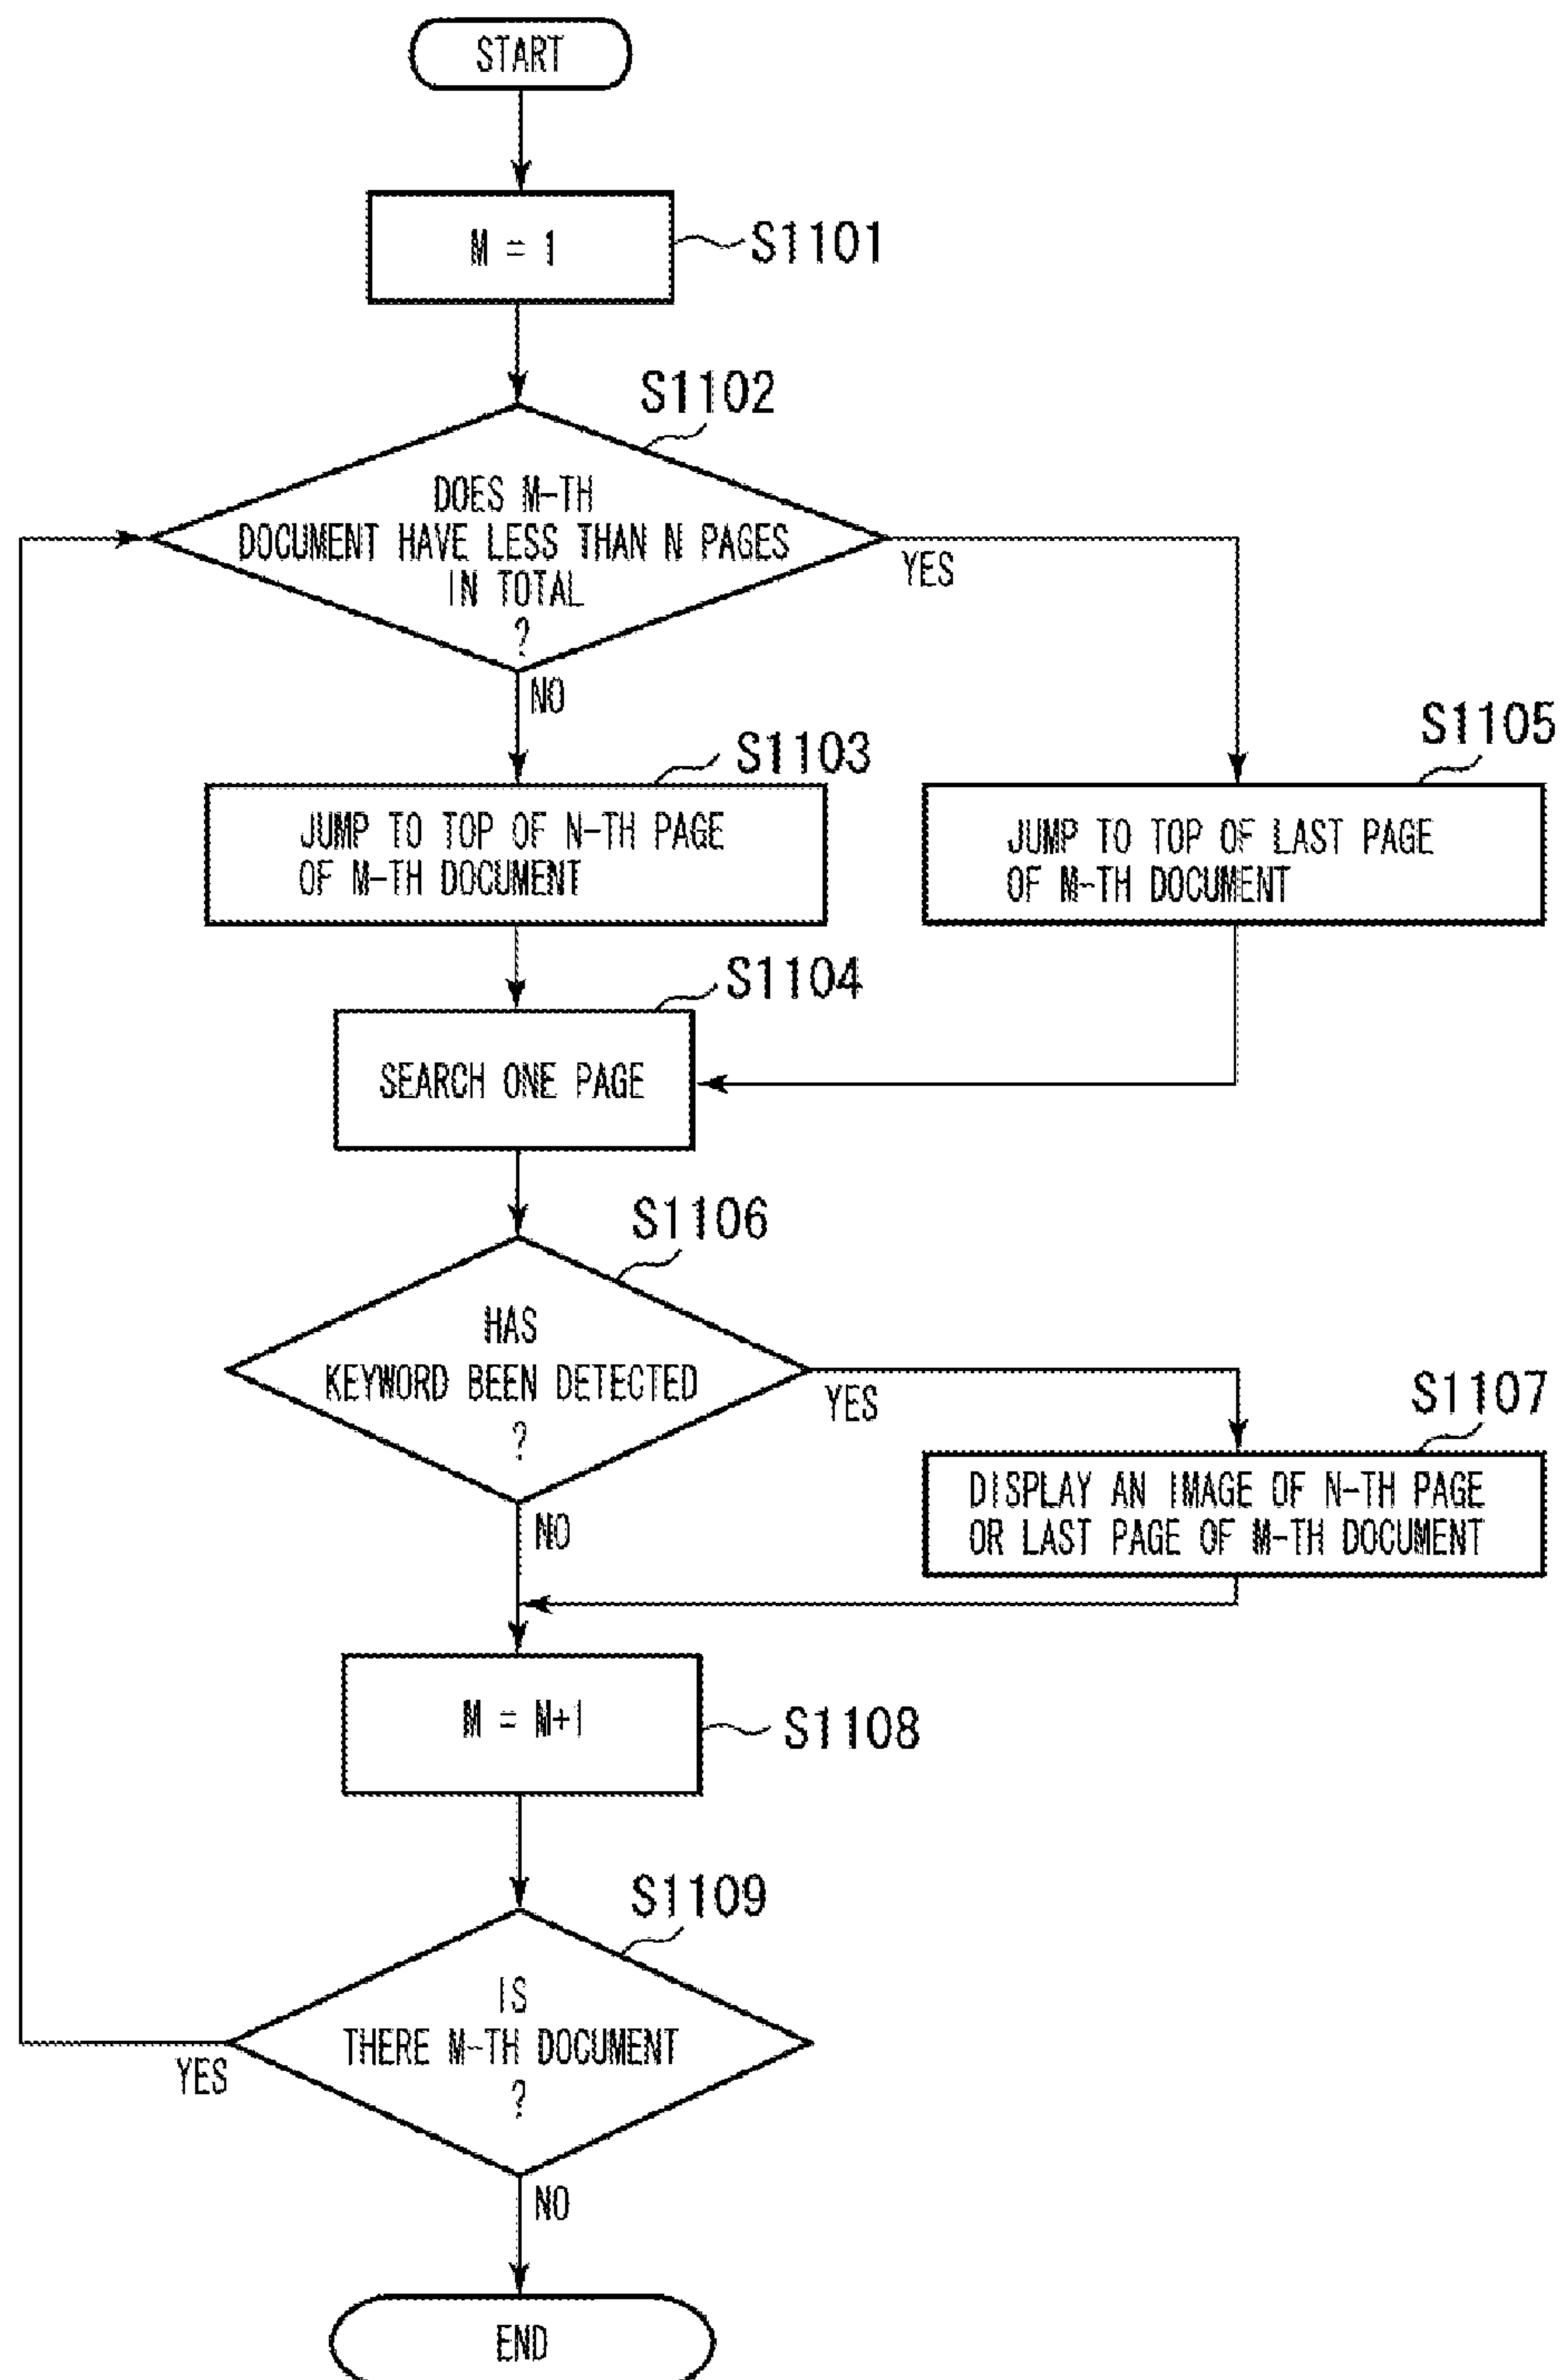 START
M = 1
S1101
S1102
DOES M-TH
DOCUMENT HAVE LESS THAN N PAGES
IN TOTAL
?
YES
NO
S1103
JUMP TO TOP OF N-TH PAGE
OF M-TH DOCUMENT
S1105
JUMP TO TOP OF LAST PAGE
OF M-TH DOCUMENT
S1104
SEARCH ONE PAGE
S1106
HAS
KEYWORD BEEN DETECTED
?
YES
NO
S1107
DISPLAY AN IMAGE OF N-TH PAGE
OR LAST PAGE OF M-TH DOCUMENT
M = M+1
S1108
S1109
IS
THERE M-TH DOCUMENT
?
YES
NO
END